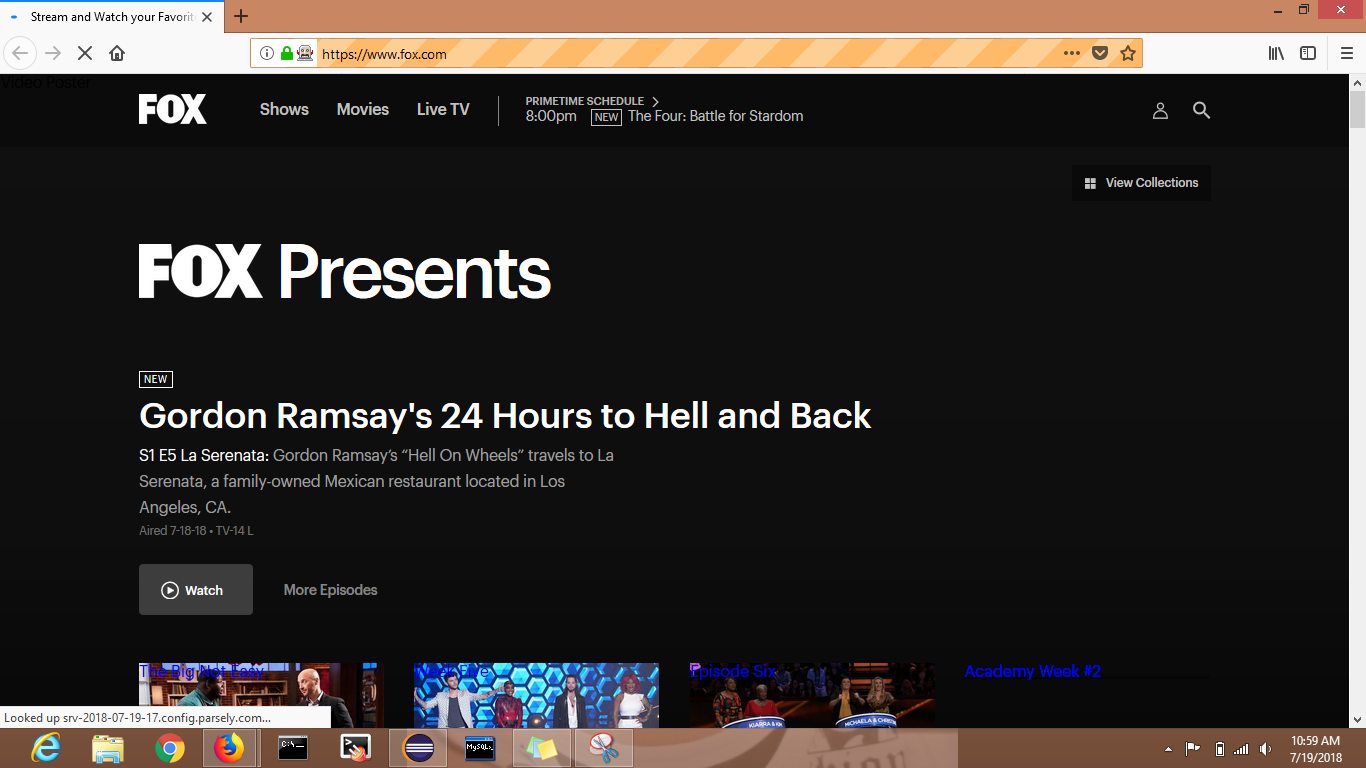 Stream and Watch your Favorit
https://www.fox.com
Video Poster
FOX
Shows
Movies
Live TV
PRIMETIME SCHEDULE
8:00pm NEW The Four: Battle for Stardom
View Collections
FOX Presents
NEW
Gordon Ramsay's 24 Hours to Hell and Back
S1 E5 La Serenata: Gordon Ramsay’s “Hell On Wheels” travels to La
Serenata, a family-owned Mexican restaurant located in Los
Angeles, CA.
Aired 7-18-18 • TV-14 L
Watch
More Episodes
The Big Not Easy
Week Five
Episode Six
Academy Week #2
KIARRA & KIM
MICHAELA & CHRISTINA
Looked up srv-2018-07-19-17.config.parsely.com...
C:\_
MySQL
10:59 AM
7/19/2018